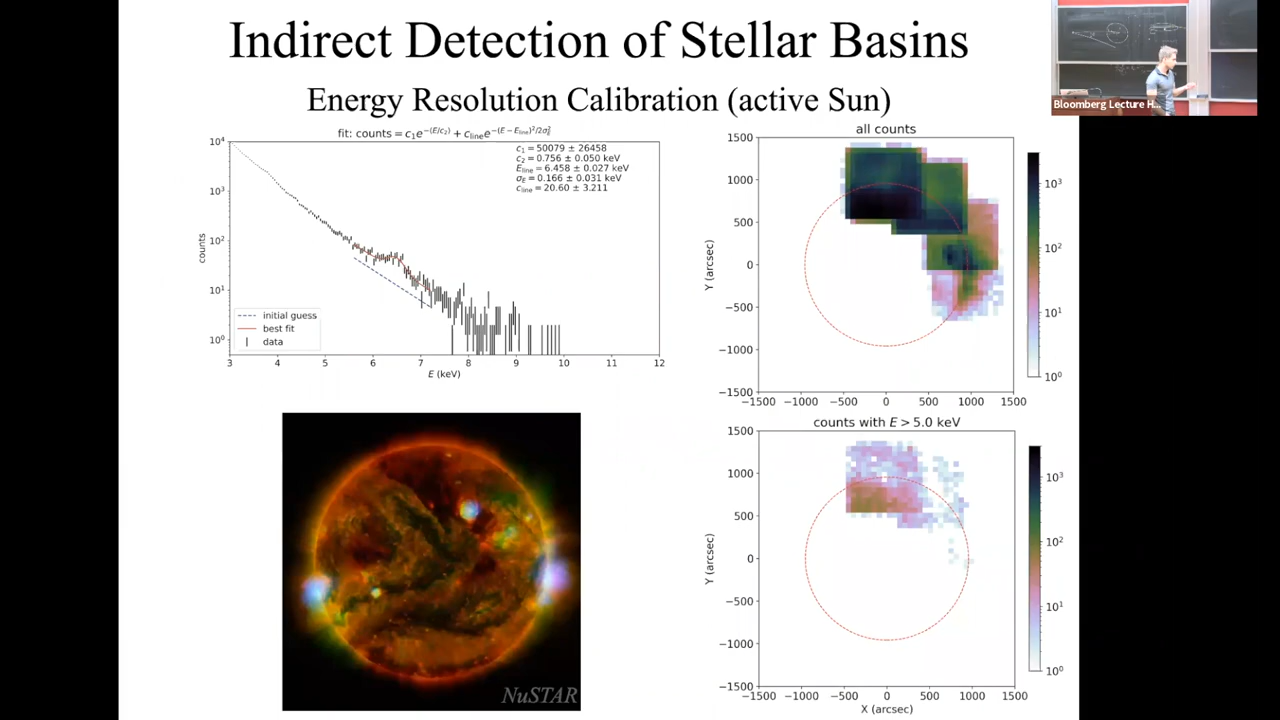 Indirect Detection of Stellar Basins
Energy Resolution Calibration (active Sun)
Bloomberg Lecture H...
fit: counts = c₁e^−(E/c₂) + c_line e^−(E − E_line)²/2σ_E²
c₁ = 50079 ± 26458
c₂ = 0.756 ± 0.050 keV
E_line = 6.458 ± 0.027 keV
σ_E = 0.166 ± 0.031 keV
c_line = 20.60 ± 3.211
10⁴
10³
10²
10¹
10⁰
counts
initial guess
best fit
data
3 4 5 6 7 8 9 10 11 12
E (keV)
all counts
1500
1000
500
0
−500
−1000
−1500
Y (arcsec)
−1500 −1000 −500 0 500 1000 1500
10³
10²
10¹
10⁰
counts with E > 5.0 keV
1500
1000
500
0
−500
−1000
−1500
Y (arcsec)
−1500 −1000 −500 0 500 1000 1500
X (arcsec)
10³
10²
10¹
10⁰
NuSTAR